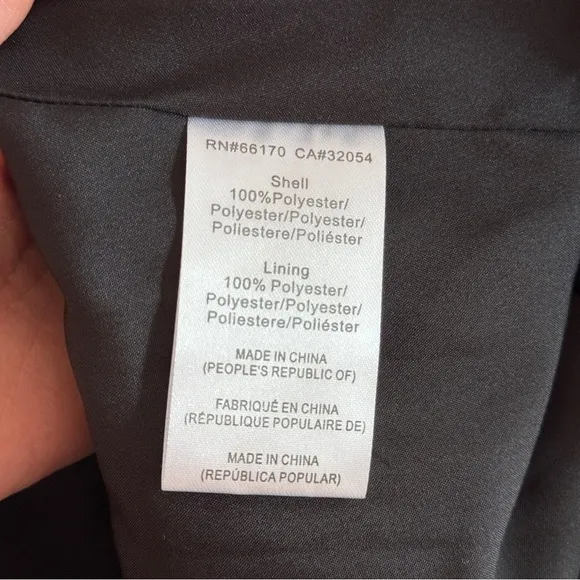 RN#66170 CA#32054
Shell
100%Polyester/
Polyester/Polyester/
Poliestere/Poliéster
Lining
100% Polyester/
Polyester/Polyester/
Poliestere/Poliéster
MADE IN CHINA
(PEOPLE'S REPUBLIC OF)
FABRIQUÉ EN CHINA
(RÉPUBLIQUE POPULAIRE DE)
MADE IN CHINA
(REPÚBLICA POPULAR)